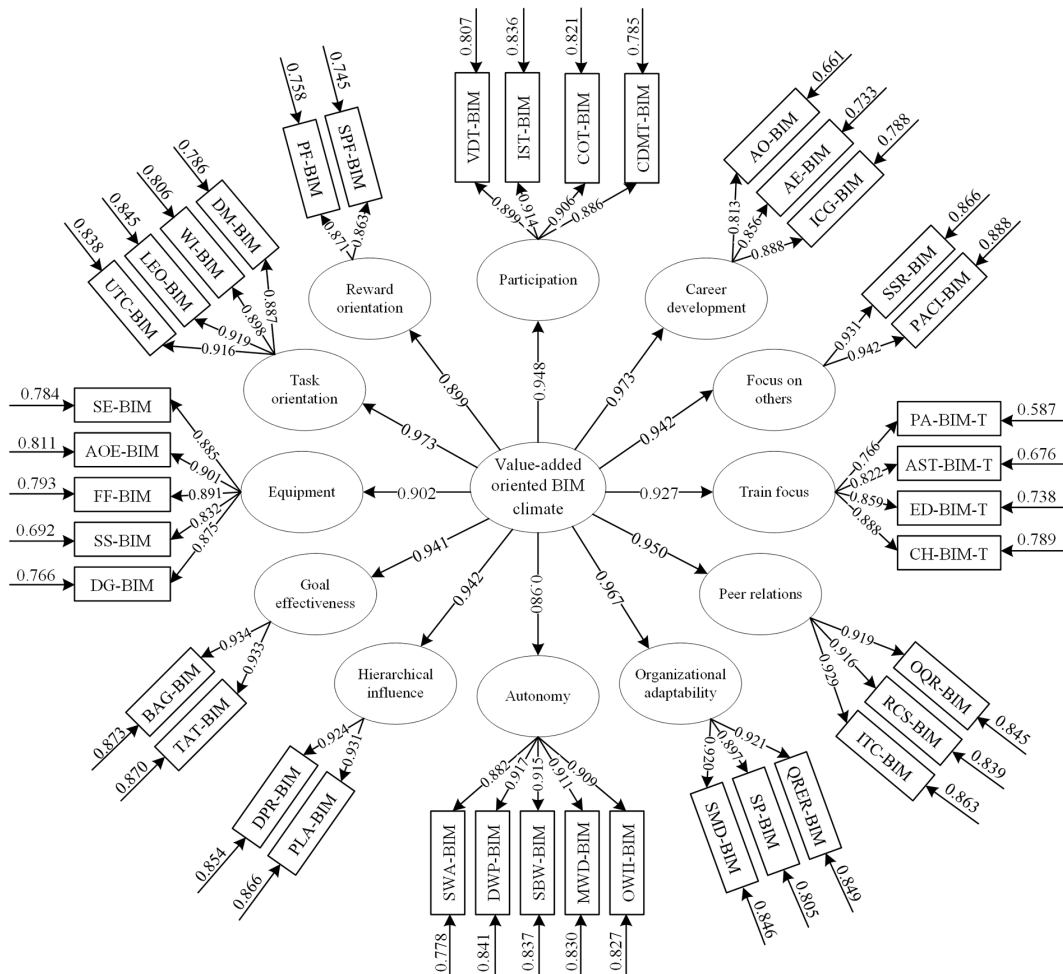 0.807
0.836
0.821
0.785
VDT-BIM
IST-BIM
COT-BIM
CDMT-BIM
0.899
0.914
0.906
0.886
Participation
0.948
0.661
0.733
0.788
AO-BIM
AE-BIM
ICG-BIM
0.813
0.856
0.888
Career
development
0.973
0.866
0.888
SSR-BIM
PACI-BIM
0.931
0.942
Focus on
others
0.942
PA-BIM-T
0.587
AST-BIM-T
0.676
ED-BIM-T
0.738
CH-BIM-T
0.789
0.766
0.822
0.859
0.888
Train focus
0.927
Peer relations
0.950
0.919
0.916
0.929
OQR-BIM
RCS-BIM
ITC-BIM
0.845
0.839
0.863
Organizational
adaptability
0.967
0.920
0.897
0.921
SMD-BIM
SP-BIM
QRER-BIM
0.846
0.805
0.849
Autonomy
0.980
0.882
0.917
0.915
0.911
0.909
SWA-BIM
DWP-BIM
SBW-BIM
MWD-BIM
OWII-BIM
0.778
0.841
0.837
0.830
0.827
Hierarchical
influence
0.942
0.924
0.931
DPR-BIM
PLA-BIM
0.854
0.866
Goal
effectiveness
0.941
0.934
0.933
BAG-BIM
TAT-BIM
0.873
0.870
Equipment
0.902
0.885
0.901
0.891
0.832
0.875
0.784
SE-BIM
0.811
AOE-BIM
0.793
FF-BIM
0.692
SS-BIM
0.766
DG-BIM
Task
orientation
0.973
0.916
0.919
0.898
0.887
UTC-BIM
LEO-BIM
WI-BIM
DM-BIM
0.838
0.845
0.806
0.786
Reward
orientation
0.899
0.871
0.863
PF-BIM
SPF-BIM
0.758
0.745
Value-added
oriented BIM
climate